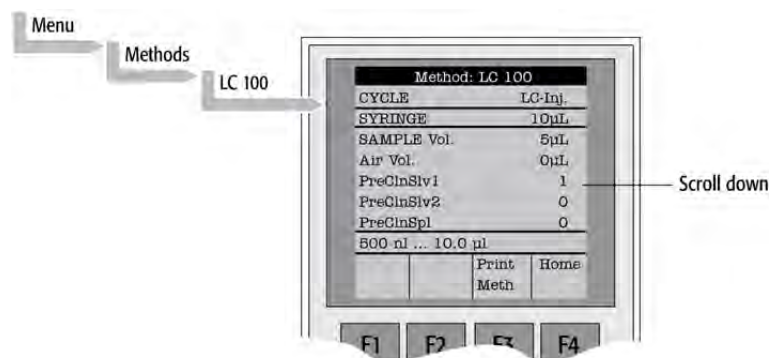 Menu
Methods
LC 100
Method: LC 100
CYCLE LC-Inj.
SYRINGE 10µL
SAMPLE Vol. 5µL
Air Vol. 0µL
PreClnSlv1 1
PreClnSlv2 0
PreClnSpl 0
Scroll down
500 nl ... 10.0 µl
Print Home
Meth
F1 F2 F3 F4